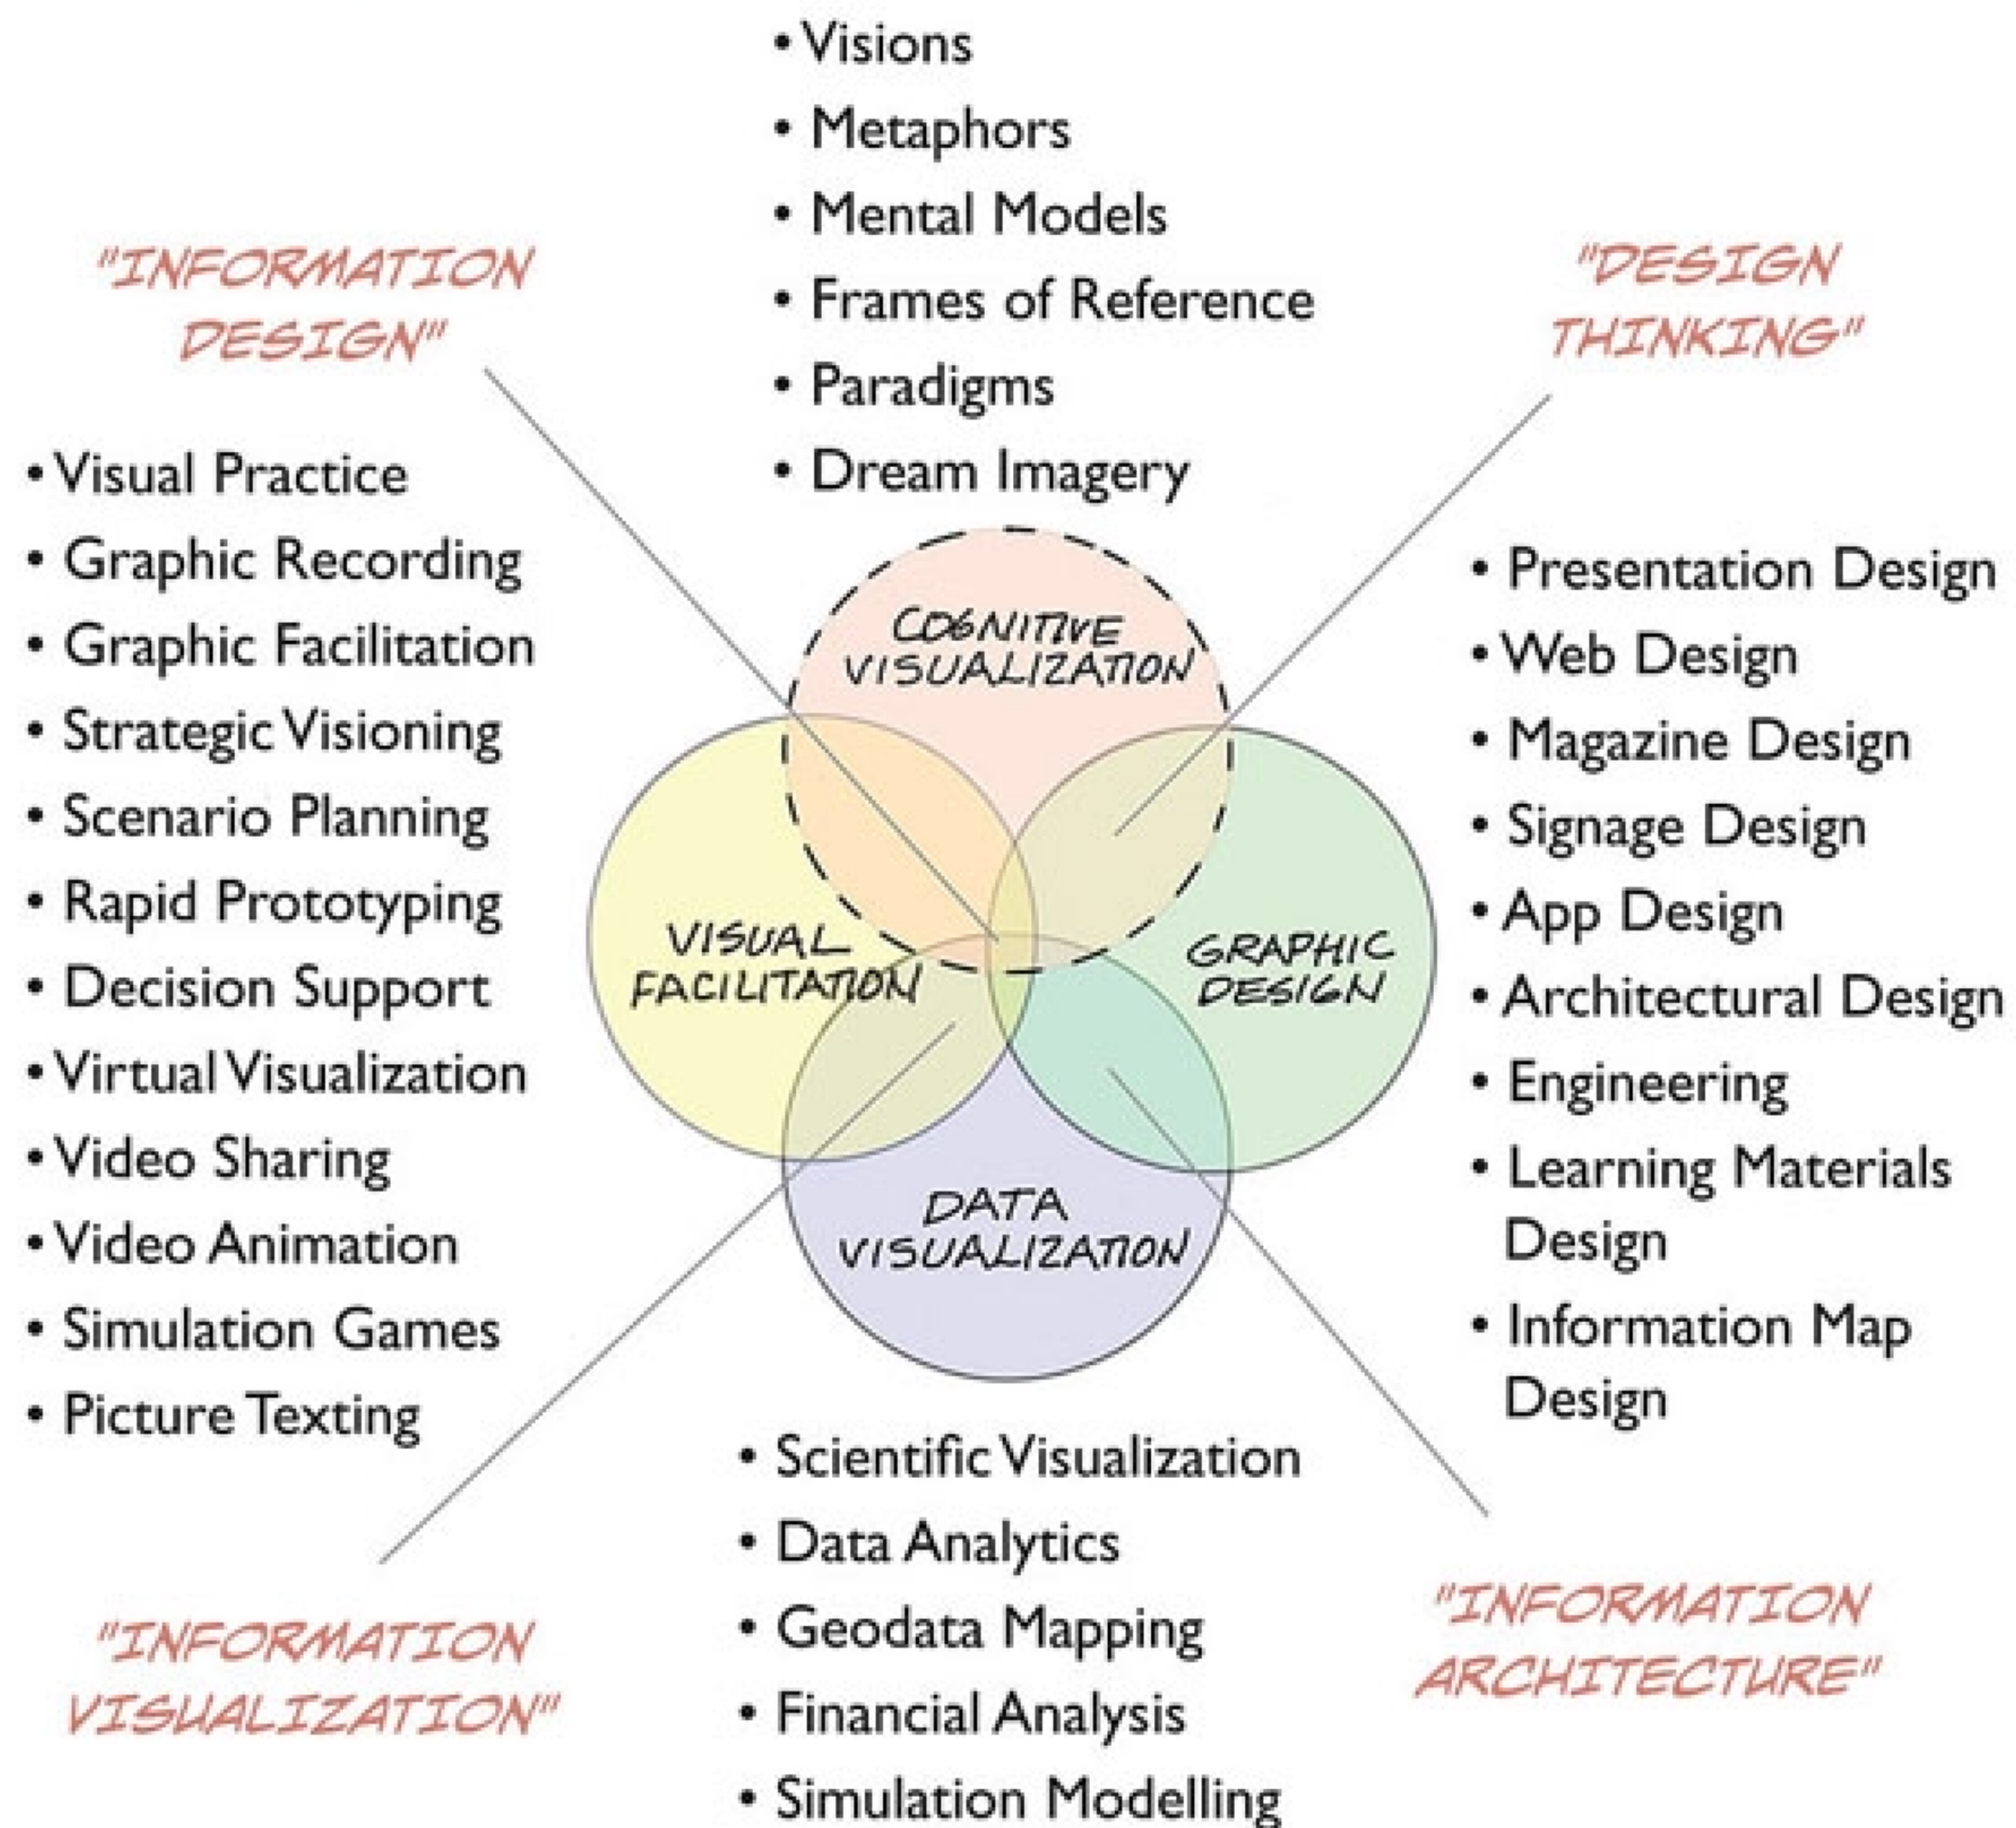 • Visions
• Metaphors
• Mental Models
• Frames of Reference
• Paradigms
• Dream Imagery
"INFORMATION
DESIGN"
"DESIGN
THINKING"
• Visual Practice
• Graphic Recording
• Graphic Facilitation
• Strategic Visioning
• Scenario Planning
• Rapid Prototyping
• Decision Support
• Virtual Visualization
• Video Sharing
• Video Animation
• Simulation Games
• Picture Texting
COGNITIVE
VISUALIZATION
VISUAL
FACILITATION
GRAPHIC
DESIGN
DATA
VISUALIZATION
• Presentation Design
• Web Design
• Magazine Design
• Signage Design
• App Design
• Architectural Design
• Engineering
• Learning Materials
Design
• Information Map
Design
• Scientific Visualization
• Data Analytics
• Geodata Mapping
• Financial Analysis
• Simulation Modelling
"INFORMATION
VISUALIZATION"
"INFORMATION
ARCHITECTURE"